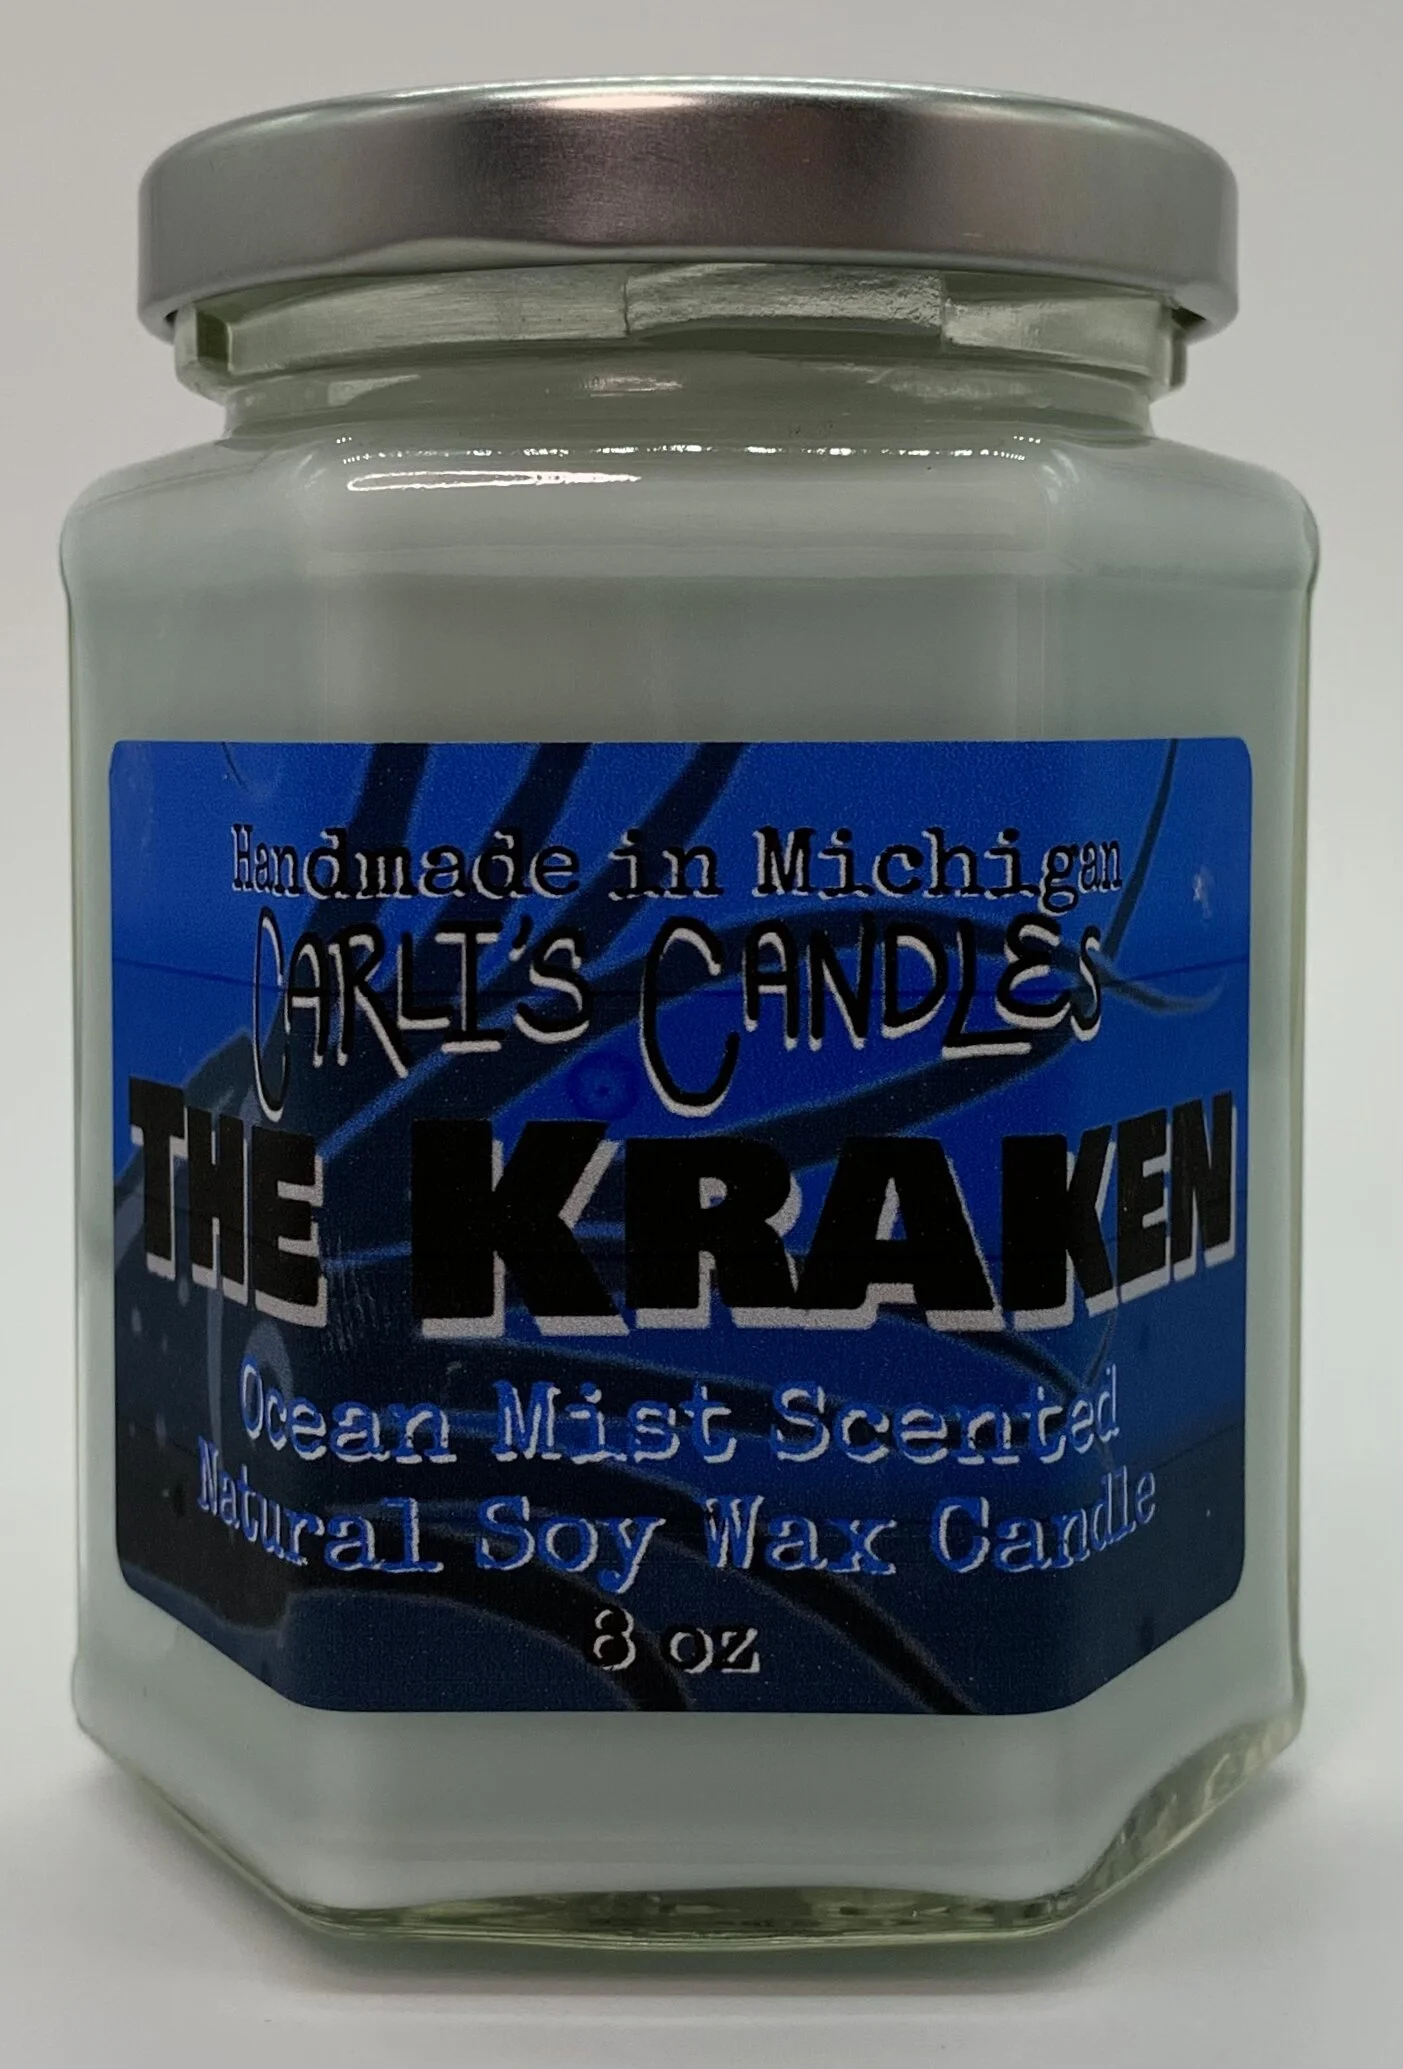 Handmade in Michigan
CARLI'S CANDLES
THE KRAKEN
Ocean Mist Scented
Natural Soy Wax Candle
8 oz